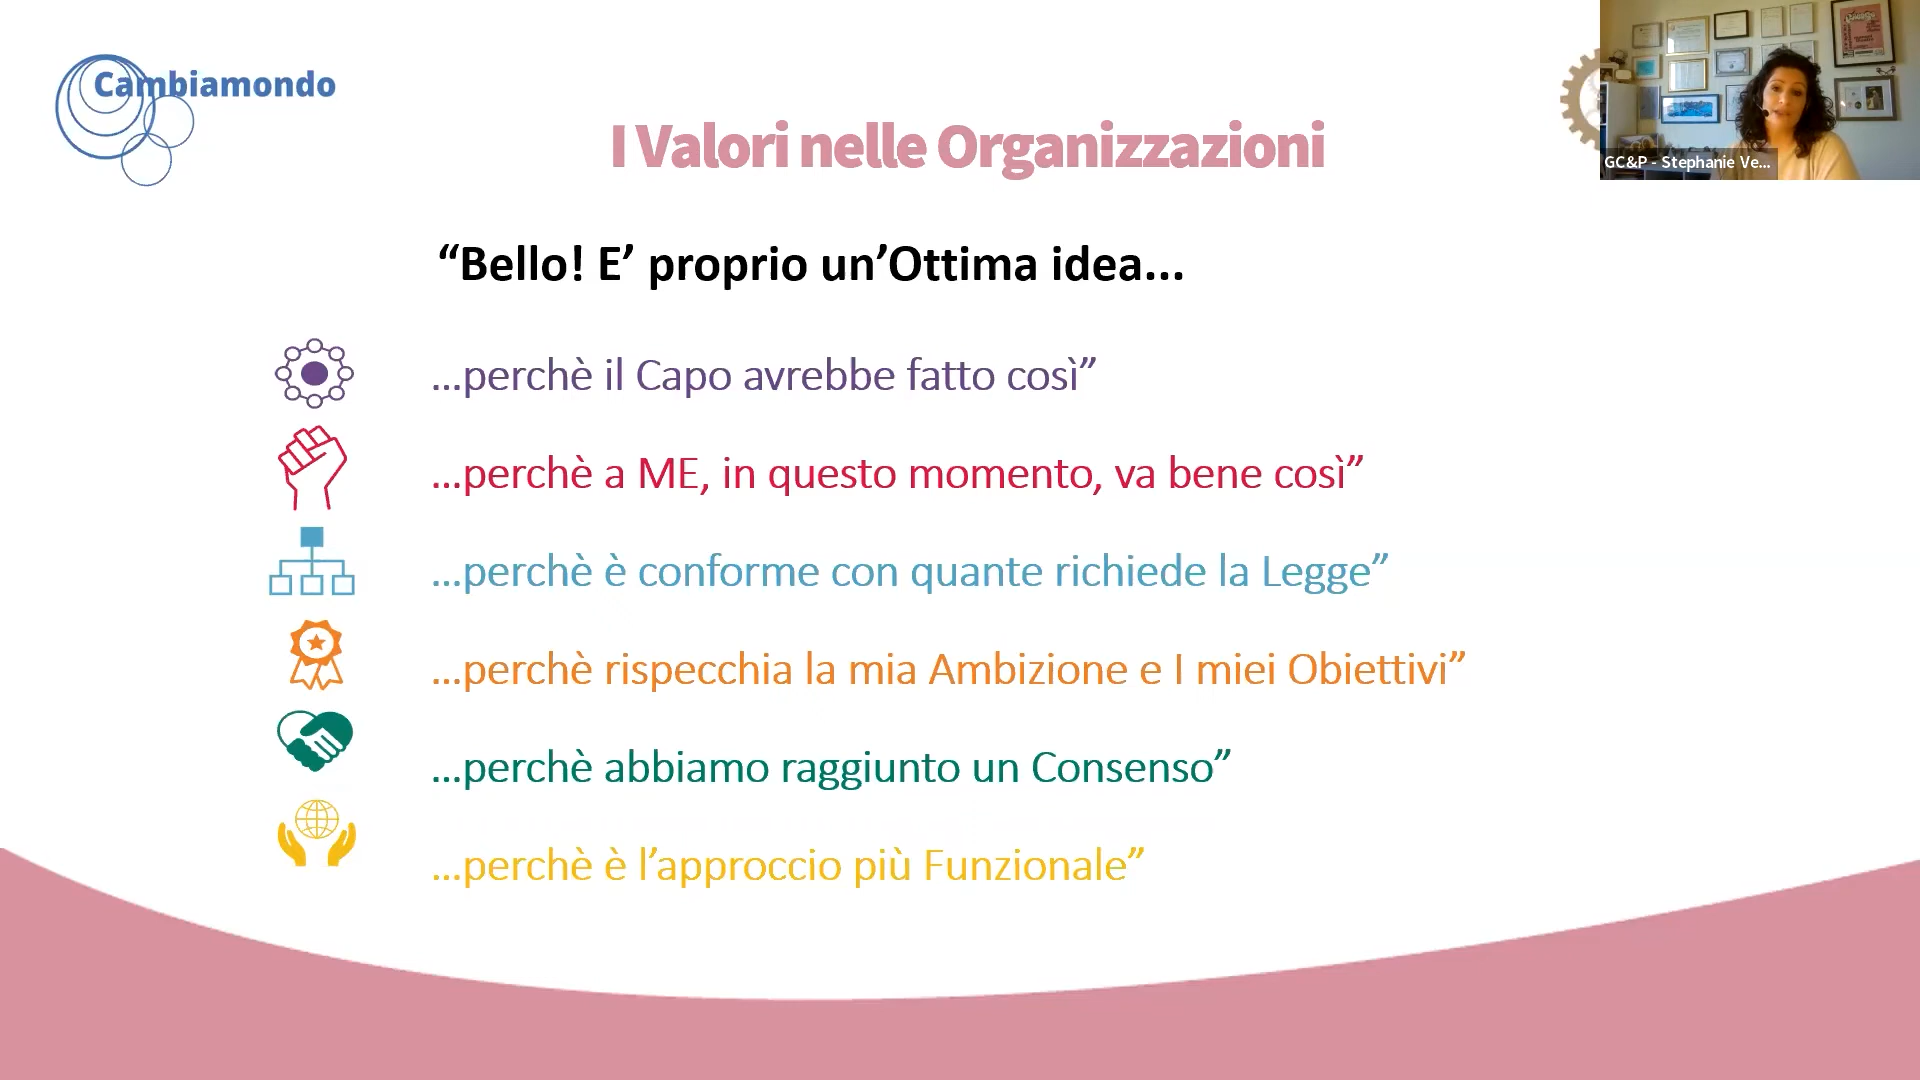 Cambiamondo
I Valori nelle Organizzazioni
GC&P - Stephanie Ve...
“Bello! E’ proprio un’Ottima idea...
...perchè il Capo avrebbe fatto così”
...perchè a ME, in questo momento, va bene così”
...perchè è conforme con quante richiede la Legge”
...perchè rispecchia la mia Ambizione e I miei Obiettivi”
...perchè abbiamo raggiunto un Consenso”
...perchè è l’approccio più Funzionale”